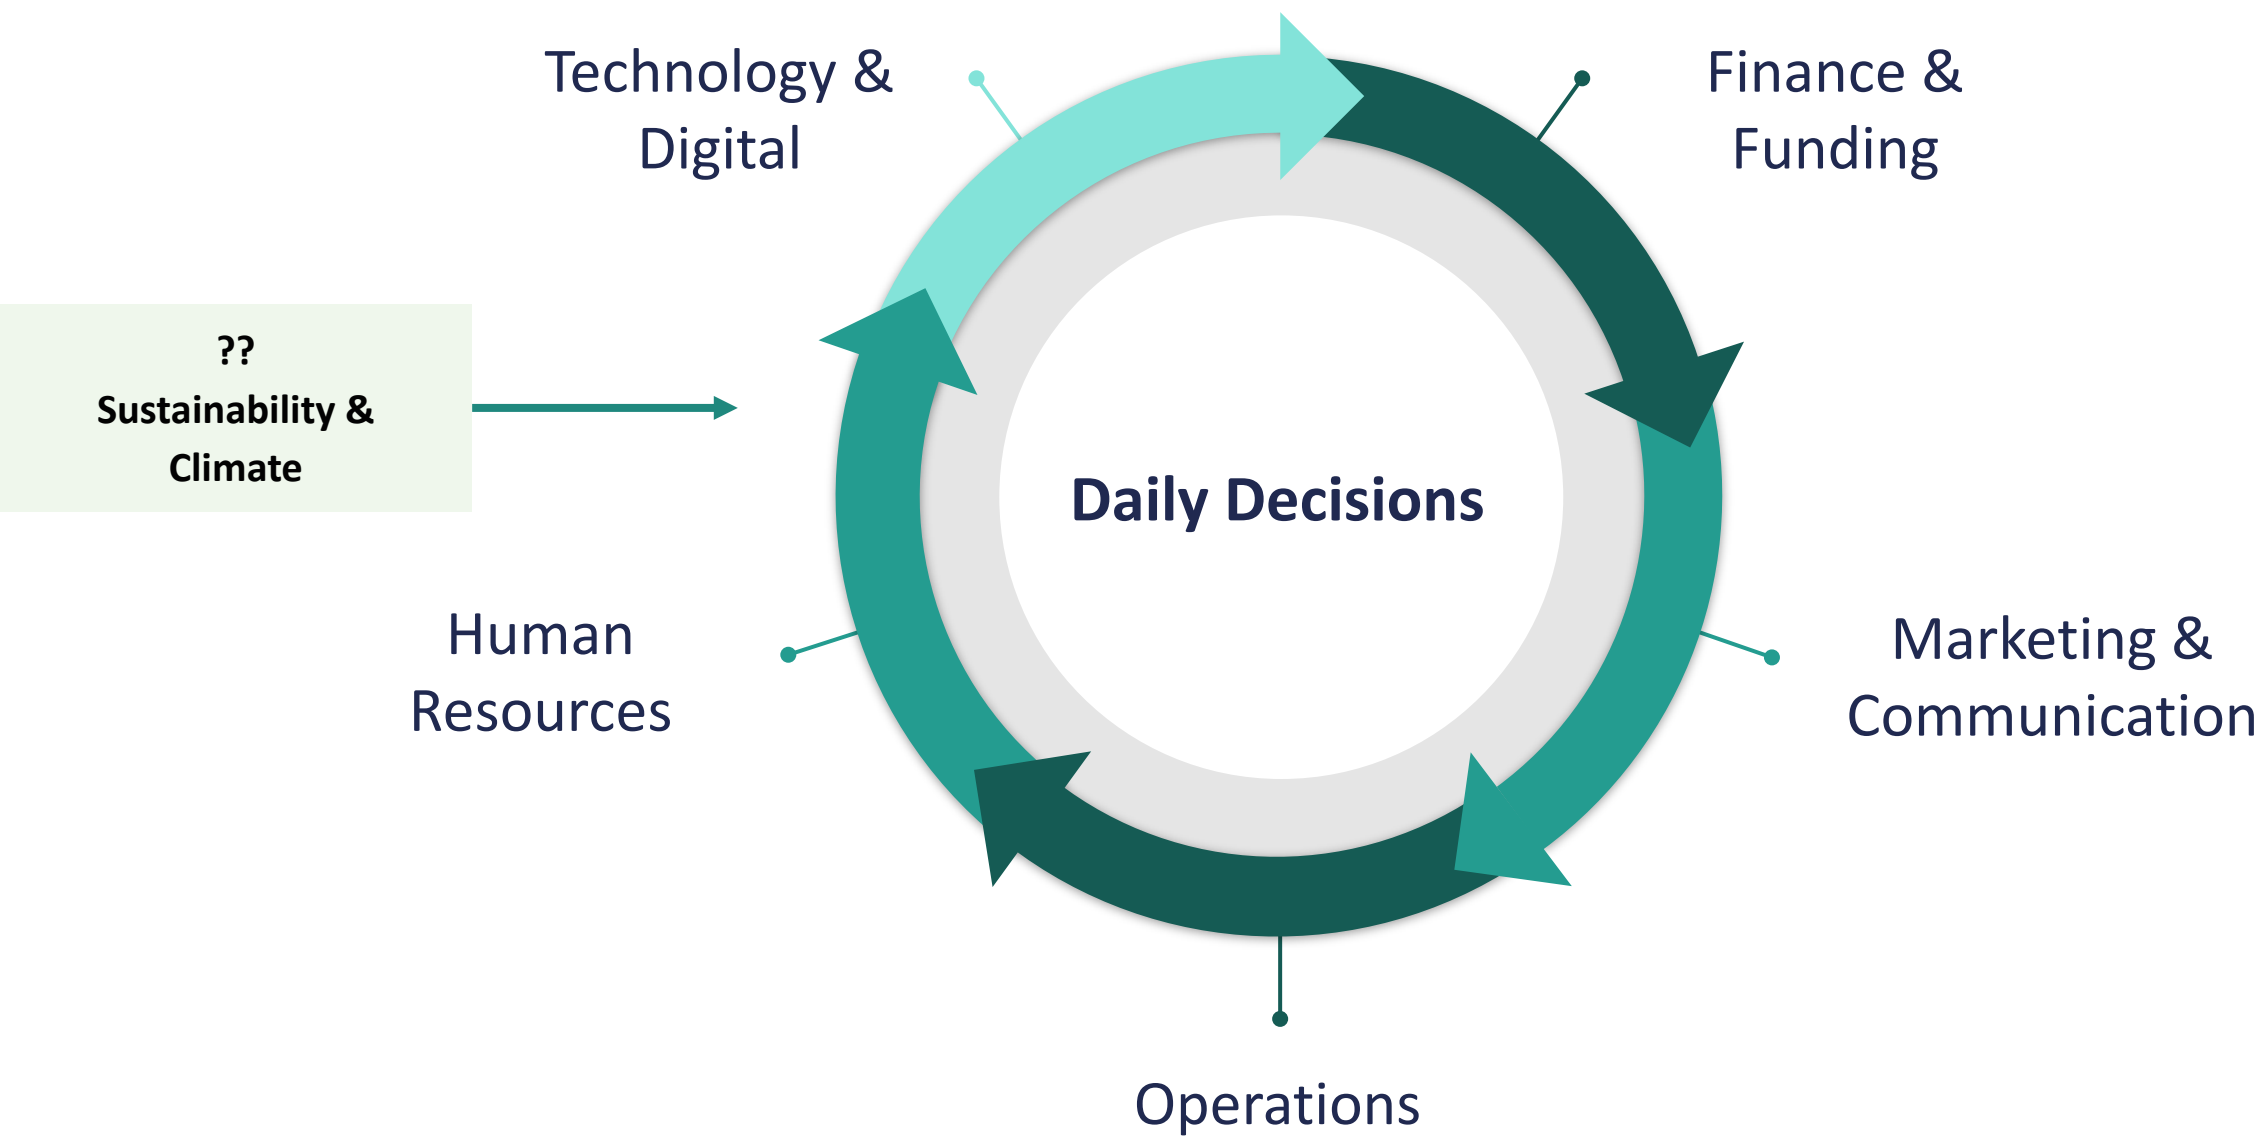 Technology &
Digital
Finance &
Funding
??
Sustainability &
Climate
Daily Decisions
Human
Resources
Marketing &
Communication
Operations